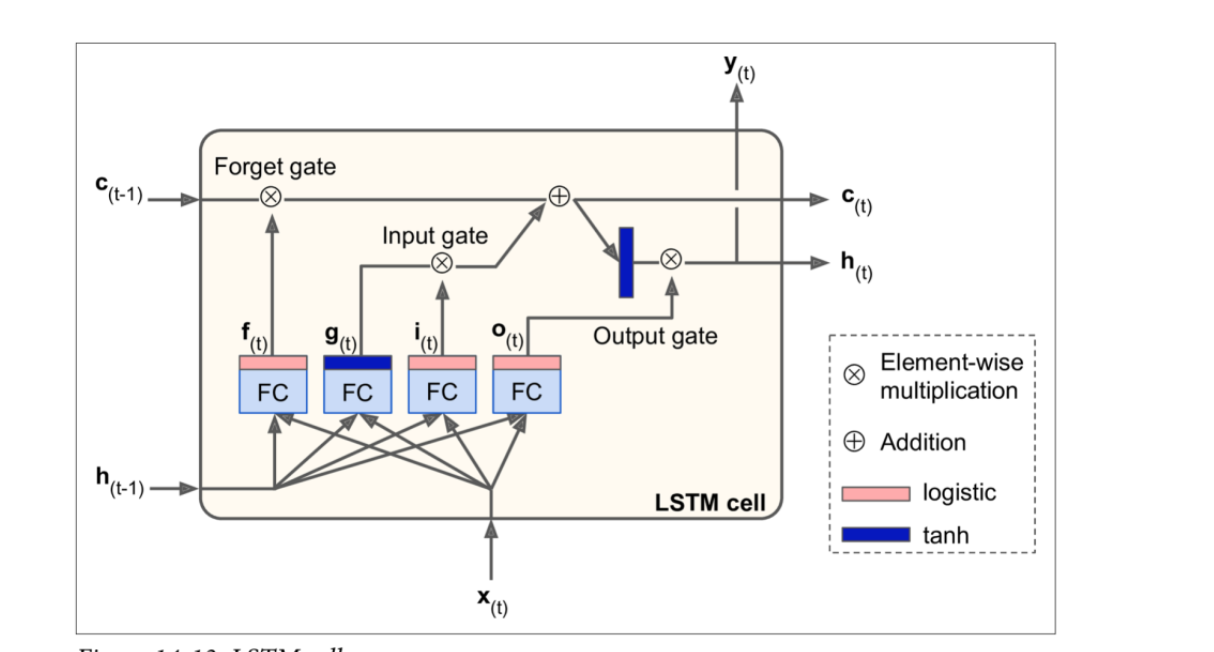 y(t)
Forget gate
c(t-1)
c(t)
Input gate
h(t)
f(t)
g(t)
i(t)
o(t)
Output gate
FC
FC
FC
FC
h(t-1)
LSTM cell
x(t)
Element-wise
multiplication
Addition
logistic
tanh